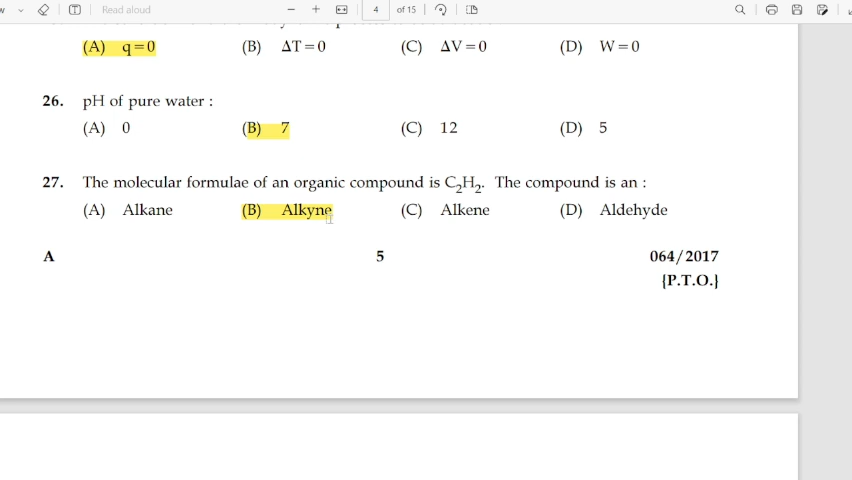 Read aloud
4 of 15
(A) q=0 (B) ΔT=0 (C) ΔV=0 (D) W=0
26. pH of pure water :
(A) 0 (B) 7 (C) 12 (D) 5
27. The molecular formulae of an organic compound is C₂H₂. The compound is an :
(A) Alkane (B) Alkyne (C) Alkene (D) Aldehyde
A 5 064/2017
{P.T.O.}